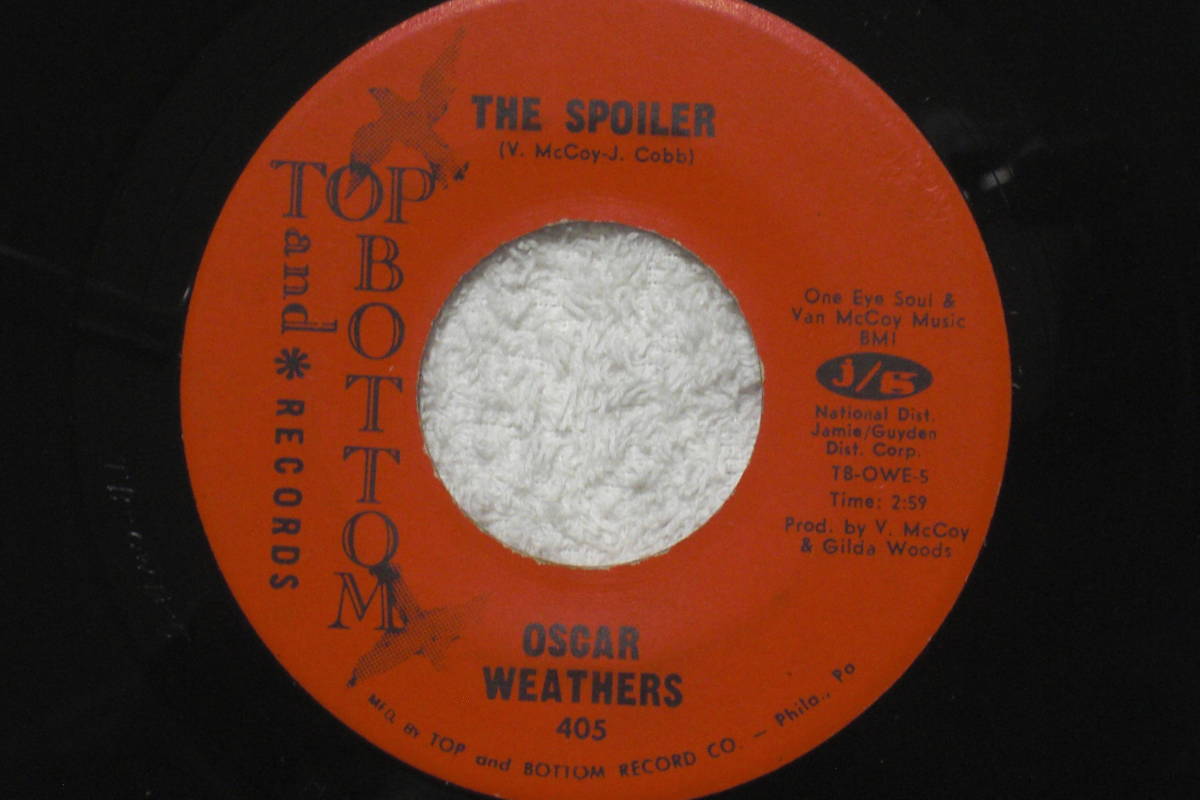 THE SPOILER
(V. McCoy-J. Cobb)
TOP
and
BOTTOM
* RECORDS
One Eye Soul &
Van McCoy Music
BMI
j/g
National Dist.
Jamie/Guyden
Dist. Corp.
TB-OWE-5
Time: 2:59
Prod. by V. McCoy
& Gilda Woods
OSCAR
WEATHERS
405
MFD. BY TOP and BOTTOM RECORD CO. — Phila., Pa